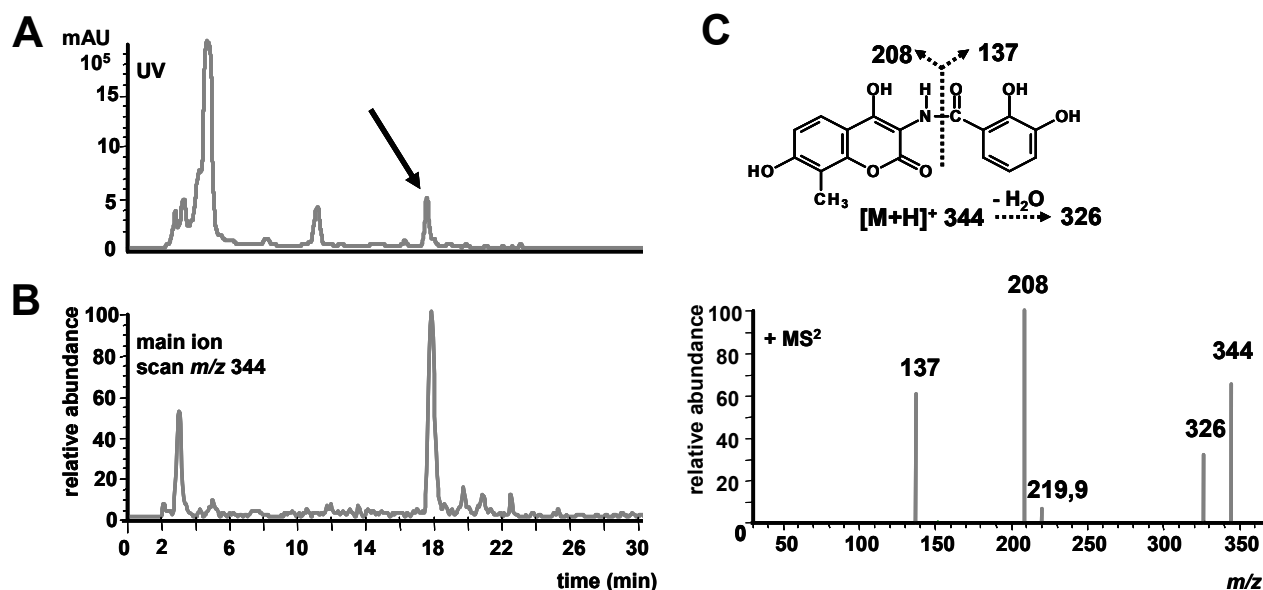 A
mAU
10⁵
UV
15
10
5
0
B
relative abundance
100
80
60
40
20
0
main ion
scan m/z 344
0 2 6 10 14 18 22 26 30
time (min)
C
208 137
OH H O OH
N C OH
HO O O
CH₃
[M+H]⁺ 344 - H₂O 326
relative abundance
100
80
60
40
20
0
+ MS²
137
208
219,9
326
344
50 100 150 200 250 300 350
m/z